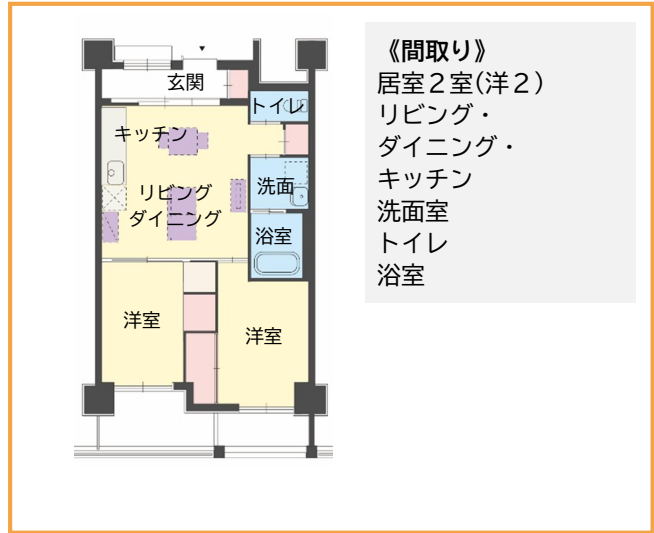 玄関
トイレ
キッチン
洗面
リビング
ダイニング
浴室
洋室
洋室
《間取り》
居室２室(洋２)
リビング・
ダイニング・
キッチン
洗面室
トイレ
浴室